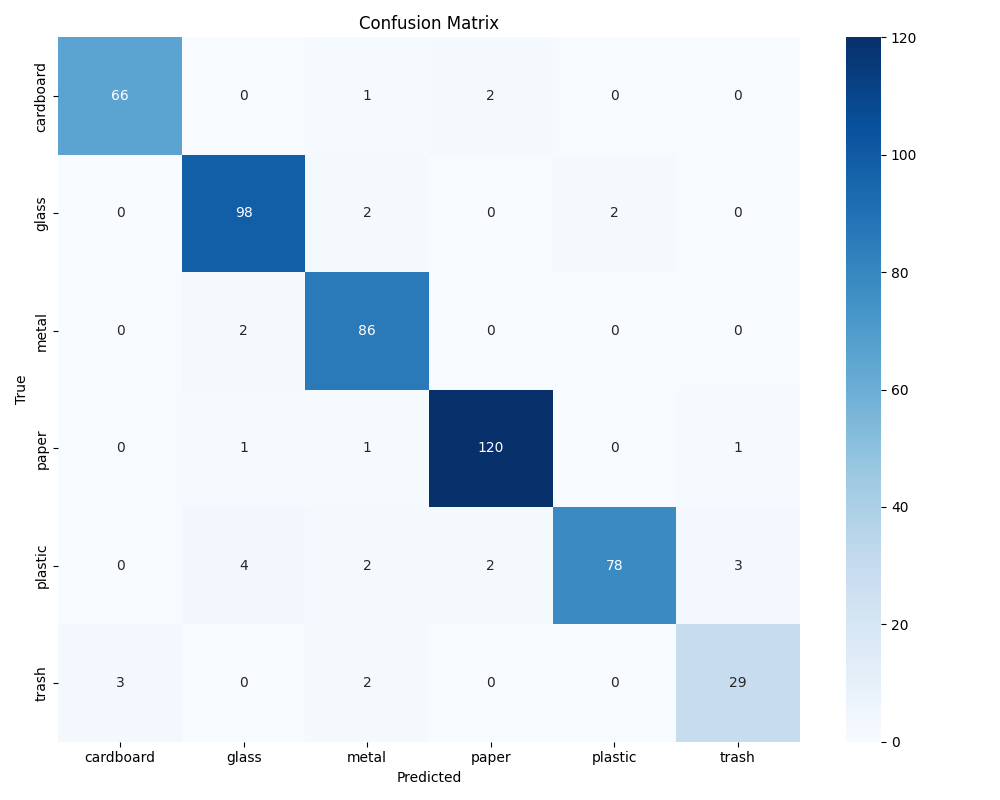 Confusion Matrix
True
cardboard 66 0 1 2 0 0
glass 0 98 2 0 2 0
metal 0 2 86 0 0 0
paper 0 1 1 120 0 1
plastic 0 4 2 2 78 3
trash 3 0 2 0 0 29
cardboard glass metal paper plastic trash
Predicted
120
100
80
60
40
20
0